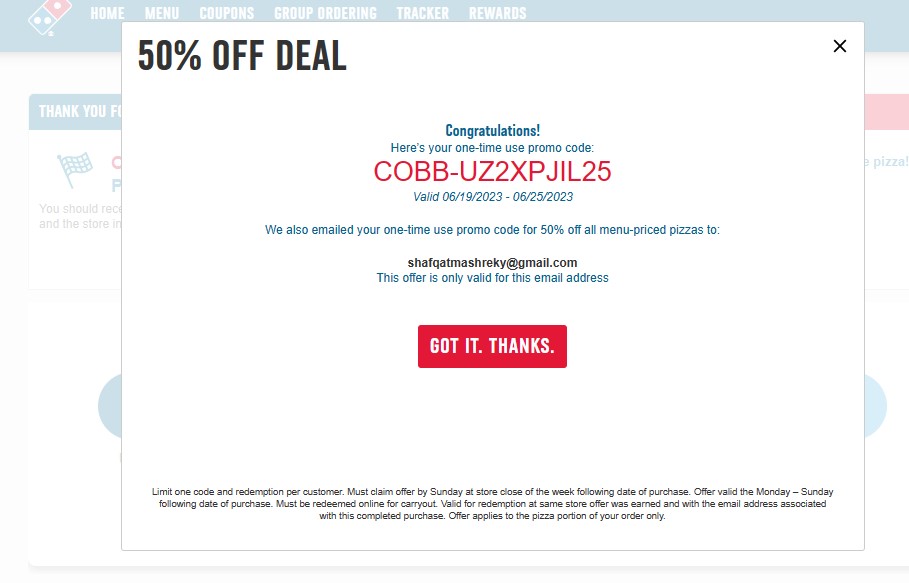 HOME MENU COUPONS GROUP ORDERING TRACKER REWARDS
50% OFF DEAL
THANK YOU
Congratulations!
Here's your one-time use promo code:
COBB-UZ2XPJIL25
e pizza!
You should rece
Valid 06/19/2023 - 06/25/2023
and the store in
We also emailed your one-time use promo code for 50% off all menu-priced pizzas to:
shafqatmashreky@gmail.com
This offer is only valid for this email address
GOT IT. THANKS.
Limit one code and redemption per customer. Must claim offer by Sunday at store close of the week following date of purchase. Offer valid the Monday – Sunday
following date of purchase. Must be redeemed online for carryout. Valid for redemption at same store offer was earned and with the email address associated
with this completed purchase. Offer applies to the pizza portion of your order only.